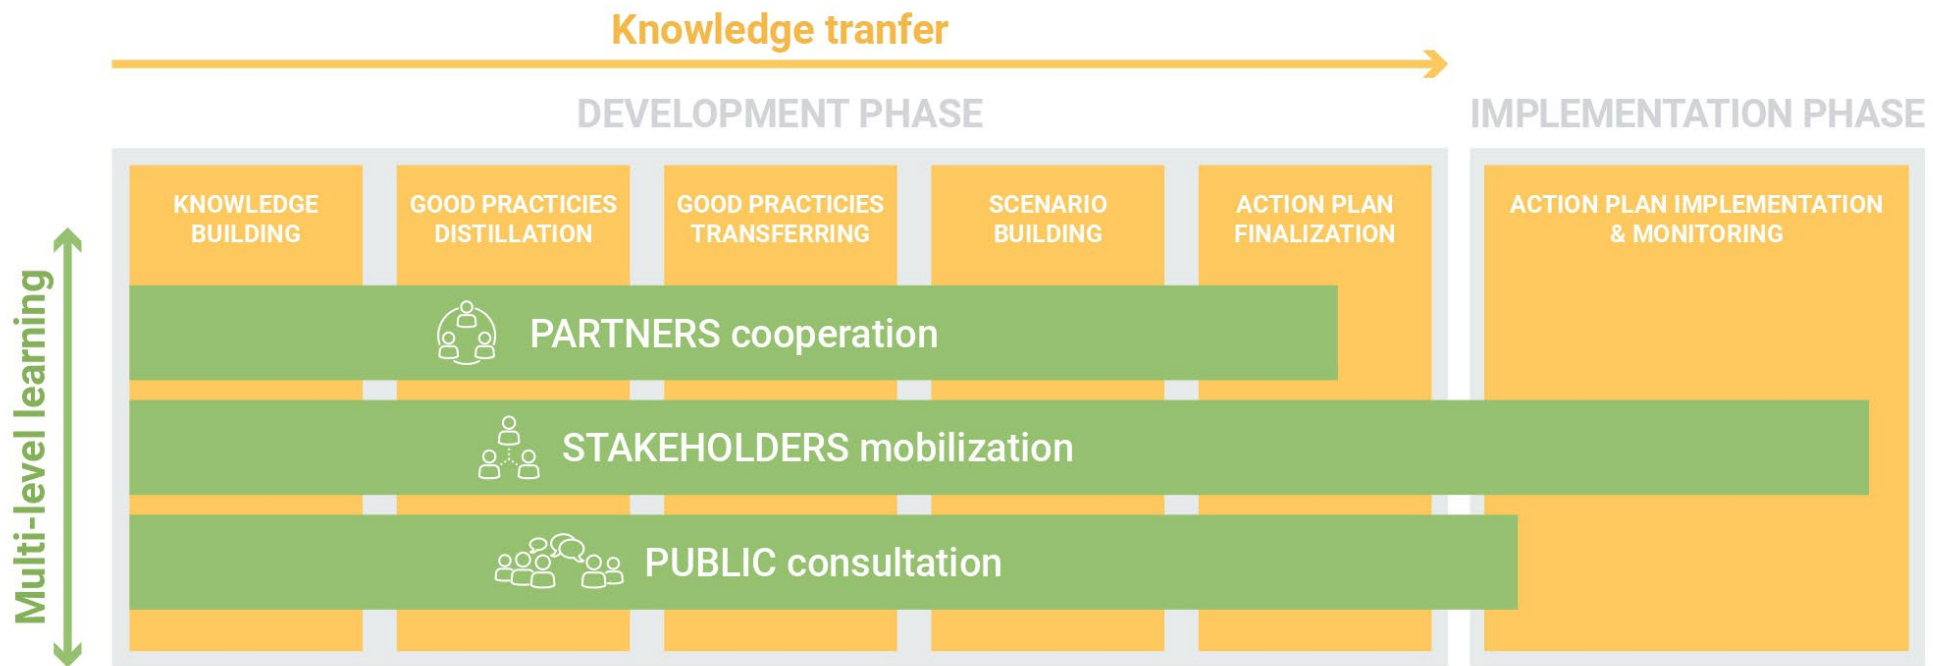 Knowledge tranfer
DEVELOPMENT PHASE
IMPLEMENTATION PHASE
KNOWLEDGE
BUILDING
GOOD PRACTICIES
DISTILLATION
GOOD PRACTICIES
TRANSFERRING
SCENARIO
BUILDING
ACTION PLAN
FINALIZATION
ACTION PLAN IMPLEMENTATION
& MONITORING
Multi-level learning
PARTNERS cooperation
STAKEHOLDERS mobilization
PUBLIC consultation